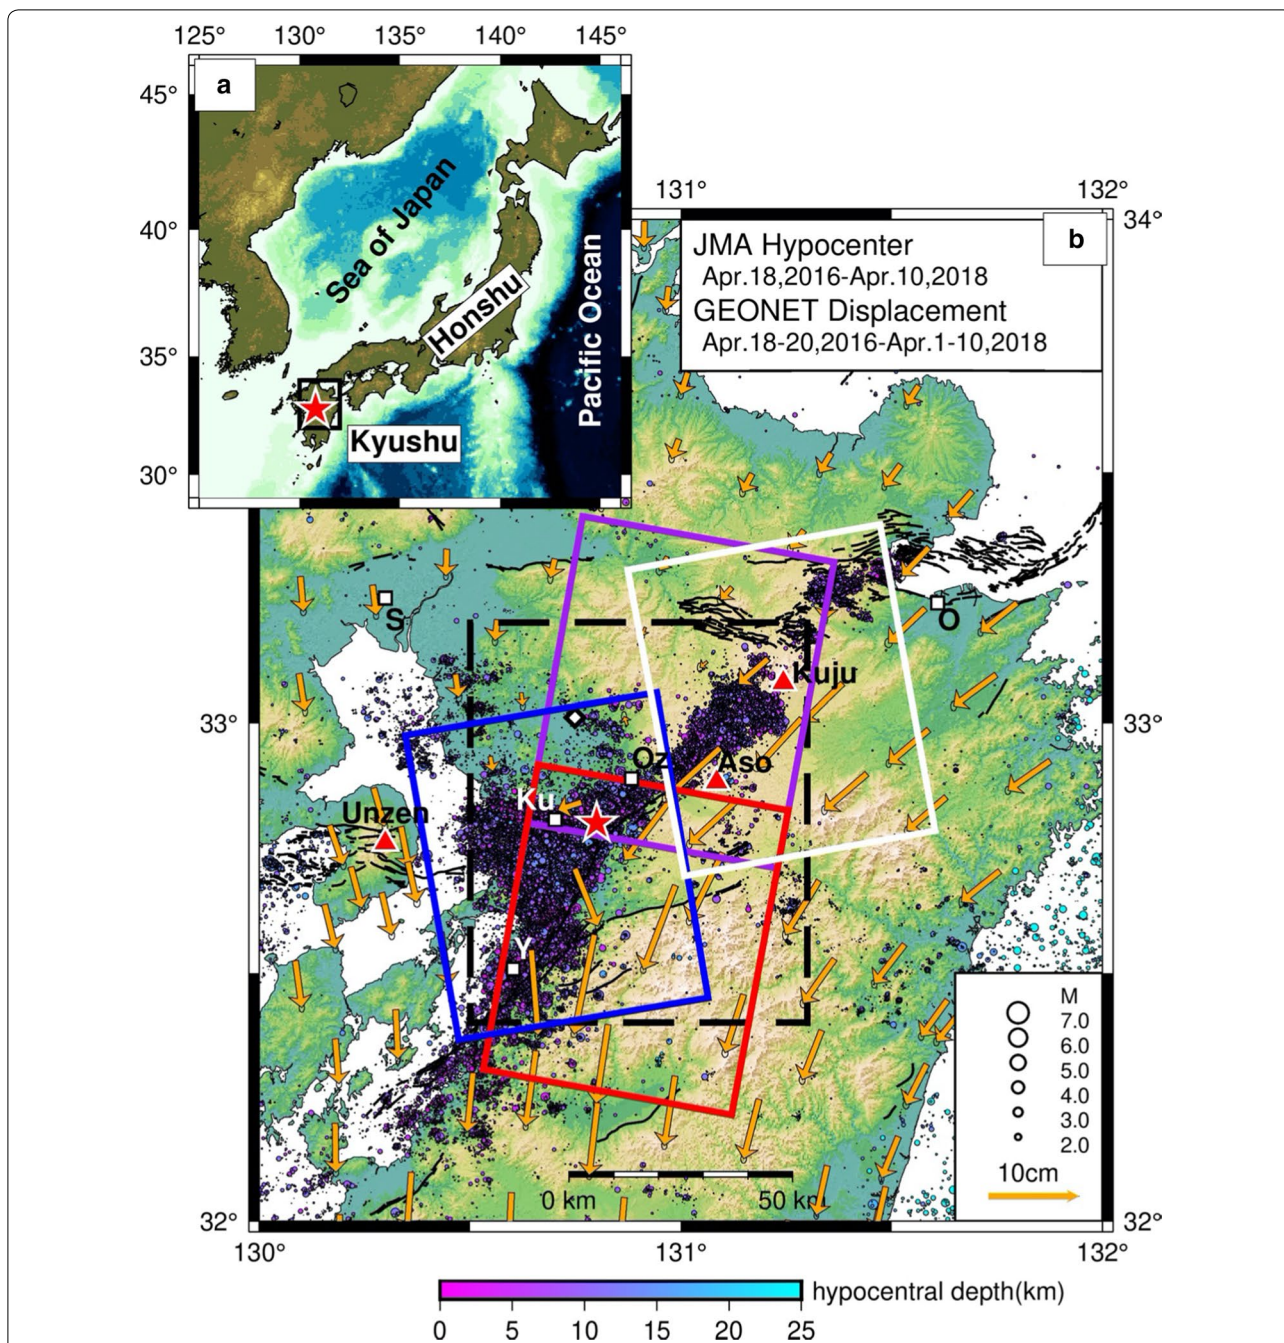 125° 130° 135° 140° 145°
a
45°
40°
35°
30°
Sea of Japan
Honshu
Pacific Ocean
Kyushu
131° 132°
34°
b
JMA Hypocenter
Apr.18,2016-Apr.10,2018
GEONET Displacement
Apr.18-20,2016-Apr.1-10,2018
S
O
Kuju
33° 33°
Oz
Aso
Ku
Unzen
Y
M
7.0
6.0
5.0
4.0
3.0
2.0
10cm
0 km 50 km
32° 32°
130° 131° 132°
hypocentral depth(km)
0 5 10 15 20 25